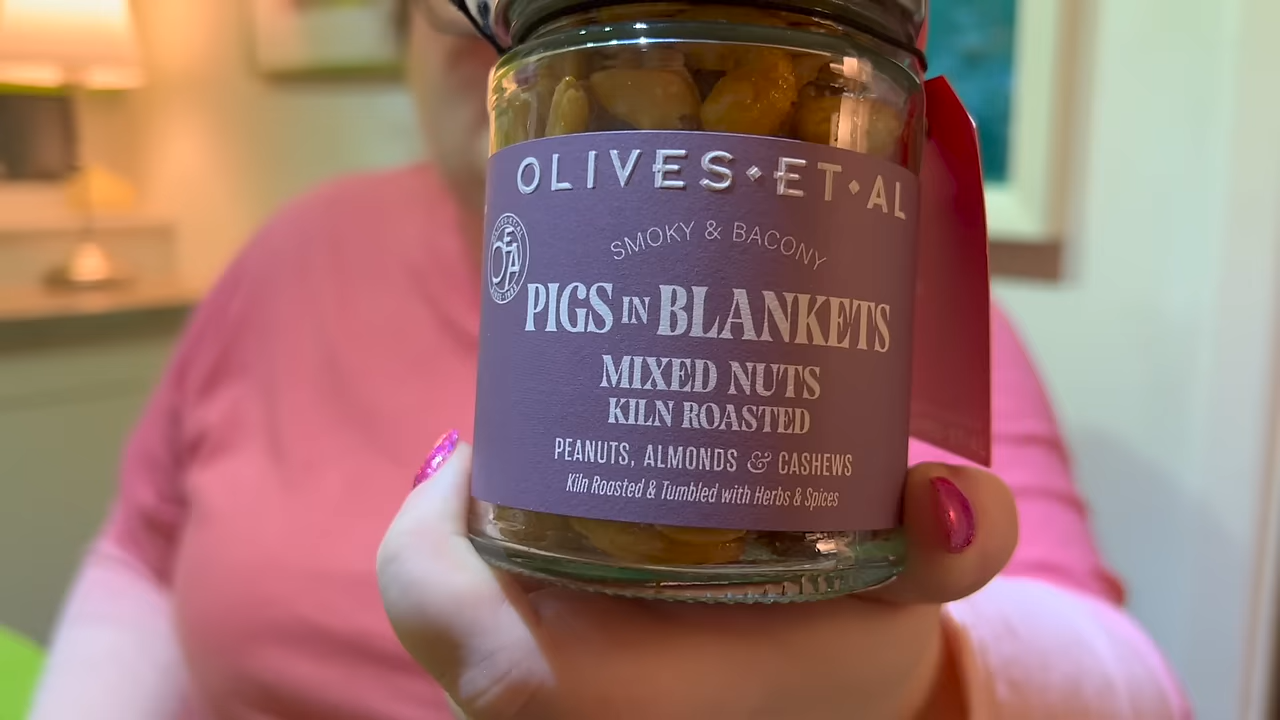 OLIVES·ET·AL
SMOKY & BACONY
PIGS IN BLANKETS
MIXED NUTS
KILN ROASTED
PEANUTS, ALMONDS & CASHEWS
Kiln Roasted & Tumbled with Herbs & Spices